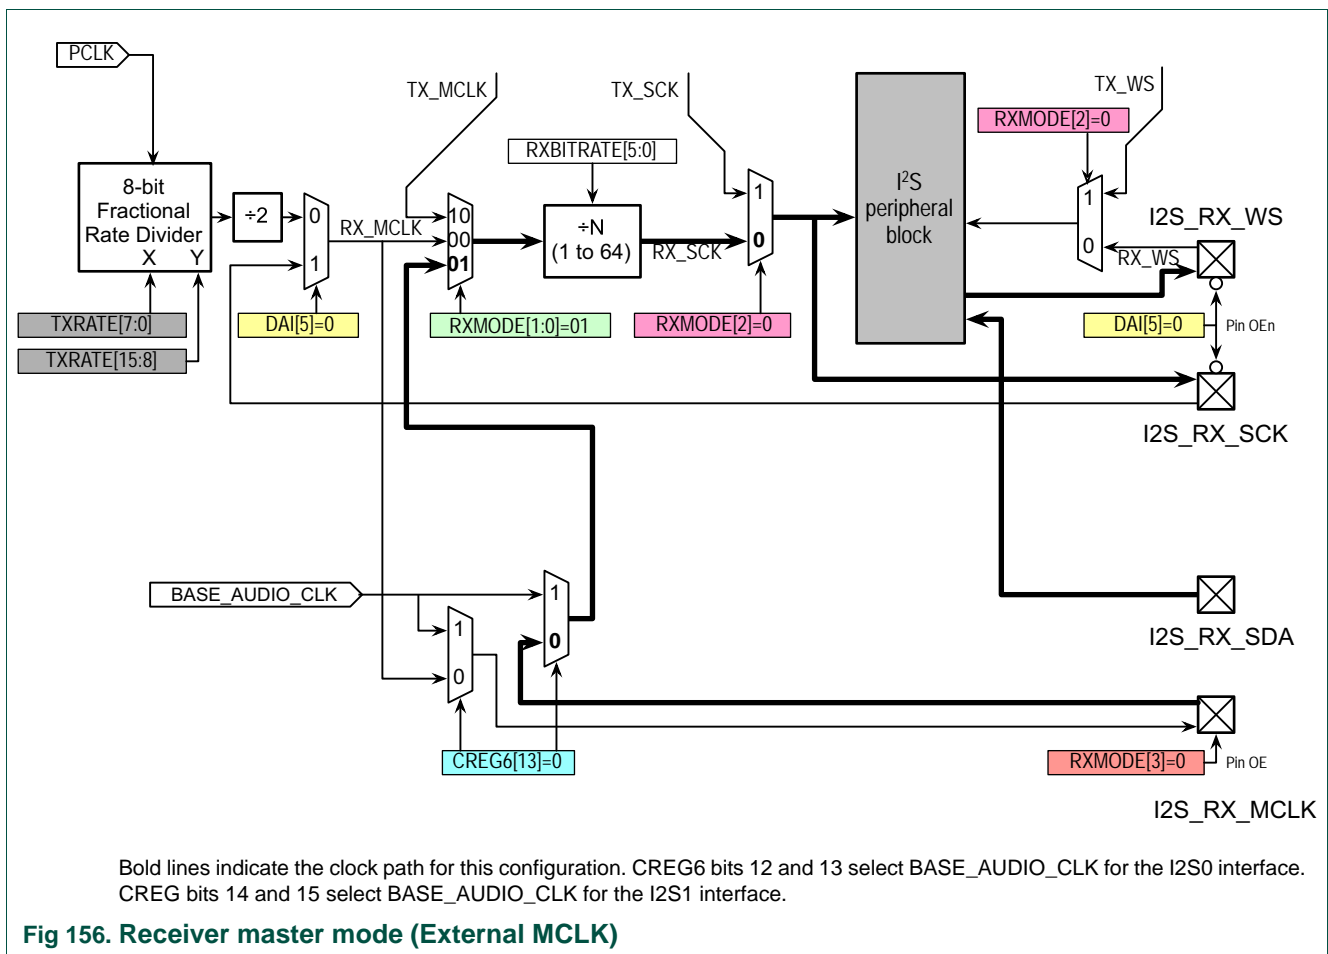 PCLK
TX_MCLK
TX_SCK
TX_WS
RXMODE[2]=0
RXBITRATE[5:0]
8-bit
Fractional
Rate Divider
X Y
÷2
0
1
RX_MCLK
10
00
01
÷N
(1 to 64)
RX_SCK
1
0
I2S
peripheral
block
1
0
RX_WS
I2S_RX_WS
TXRATE[7:0]
TXRATE[15:8]
DAI[5]=0
RXMODE[1:0]=01
RXMODE[2]=0
DAI[5]=0
Pin OEn
I2S_RX_SCK
BASE_AUDIO_CLK
1
0
1
0
I2S_RX_SDA
CREG6[13]=0
RXMODE[3]=0
Pin OE
I2S_RX_MCLK
Bold lines indicate the clock path for this configuration. CREG6 bits 12 and 13 select BASE_AUDIO_CLK for the I2S0 interface.
CREG bits 14 and 15 select BASE_AUDIO_CLK for the I2S1 interface.
Fig 156. Receiver master mode (External MCLK)